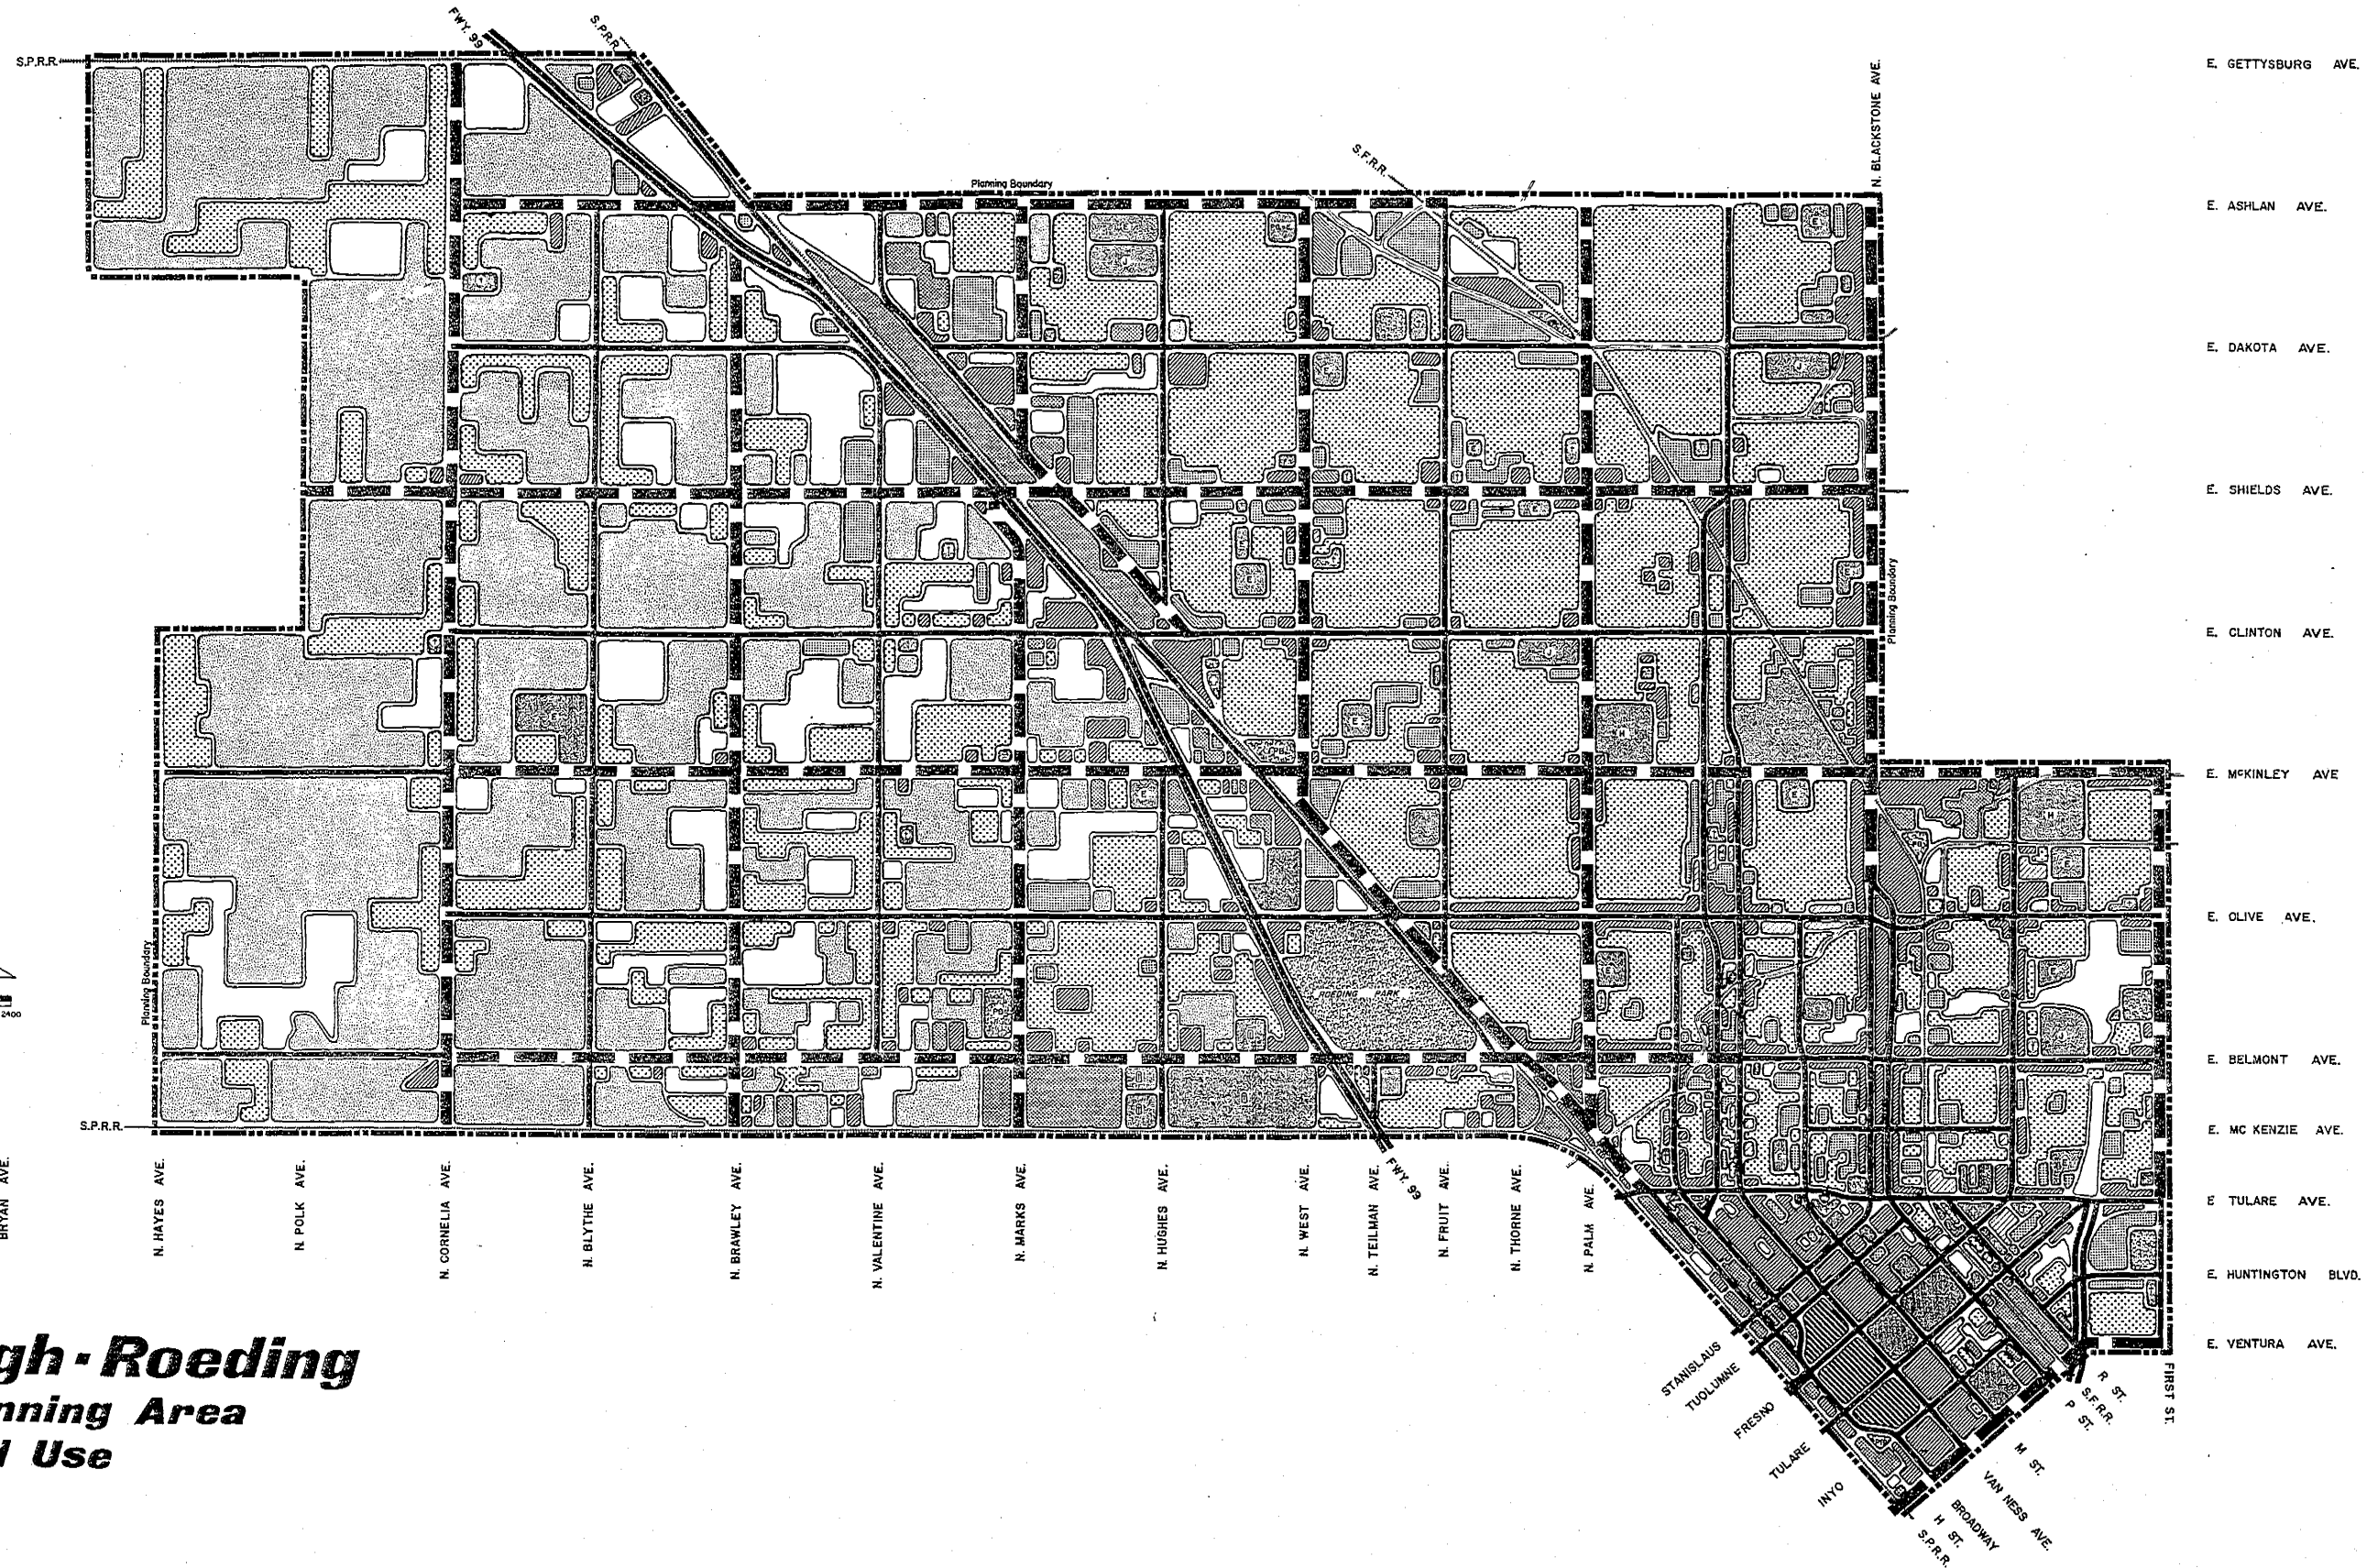 FWY. 99
S.P.R.R.
S.P.R.R.
N. BLACKSTONE AVE.
E. GETTYSBURG AVE.
S.F.R.R.
Planning Boundary
E. ASHLAN AVE.
E. DAKOTA AVE.
E. SHIELDS AVE.
Planning Boundary
E. CLINTON AVE.
E. McKINLEY AVE
E. OLIVE AVE.
Planning Boundary
2400
ROEDING PARK
E. BELMONT AVE.
S.P.R.R.
E. MC KENZIE AVE.
BRYAN AVE.
N. HAYES AVE.
N. POLK AVE.
N. CORNELIA AVE.
N. BLYTHE AVE.
N. BRAWLEY AVE.
N. VALENTINE AVE.
N. MARKS AVE.
N. HUGHES AVE.
N. WEST AVE.
N. TEILMAN AVE.
FWY. 99
N. FRUIT AVE.
N. THORNE AVE.
N. PALM AVE.
E TULARE AVE.
E. HUNTINGTON BLVD.
E. VENTURA AVE.
gh-Roeding
nning Area
Use
STANISLAUS
TUOLUMNE
FRESNO
TULARE
INYO
FIRST ST.
R ST.
S.F.R.R.
P ST.
M ST.
VAN NESS AVE.
BROADWAY
H ST.
S.P.R.R.